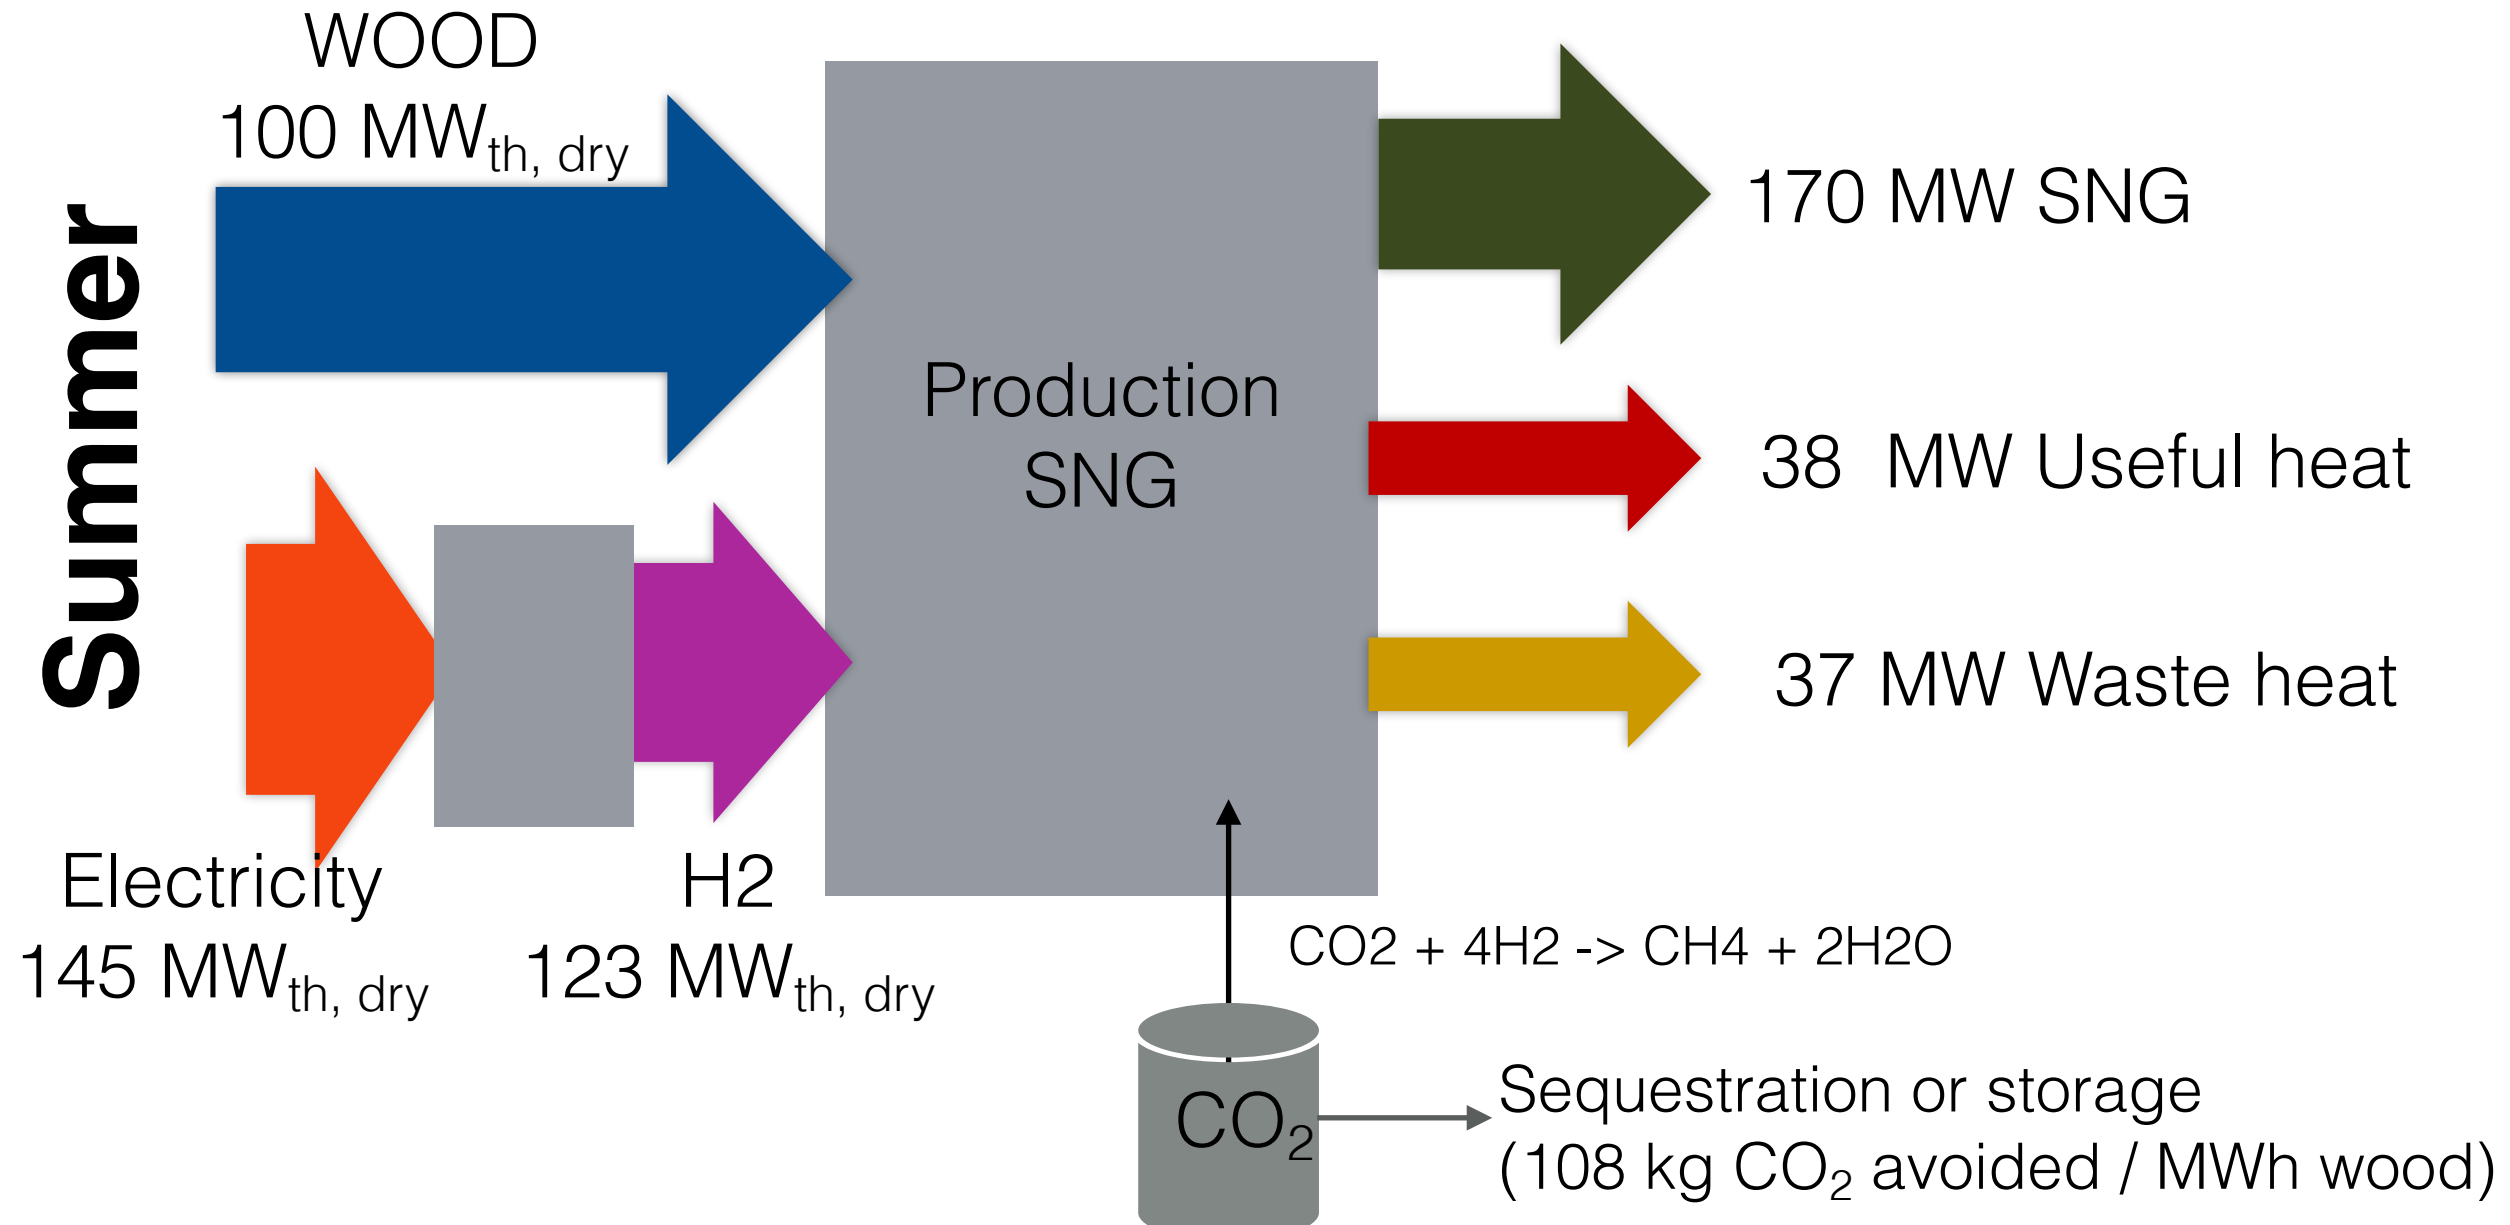 Summer
WOOD
100 MWth, dry
Production
SNG
170 MW SNG
38 MW Useful heat
37 MW Waste heat
Electricity
145 MWth, dry
H2
123 MWth, dry
CO2 + 4H2 -> CH4 + 2H2O
CO2
Sequestration or storage
(108 kg CO2 avoided / MWh wood)